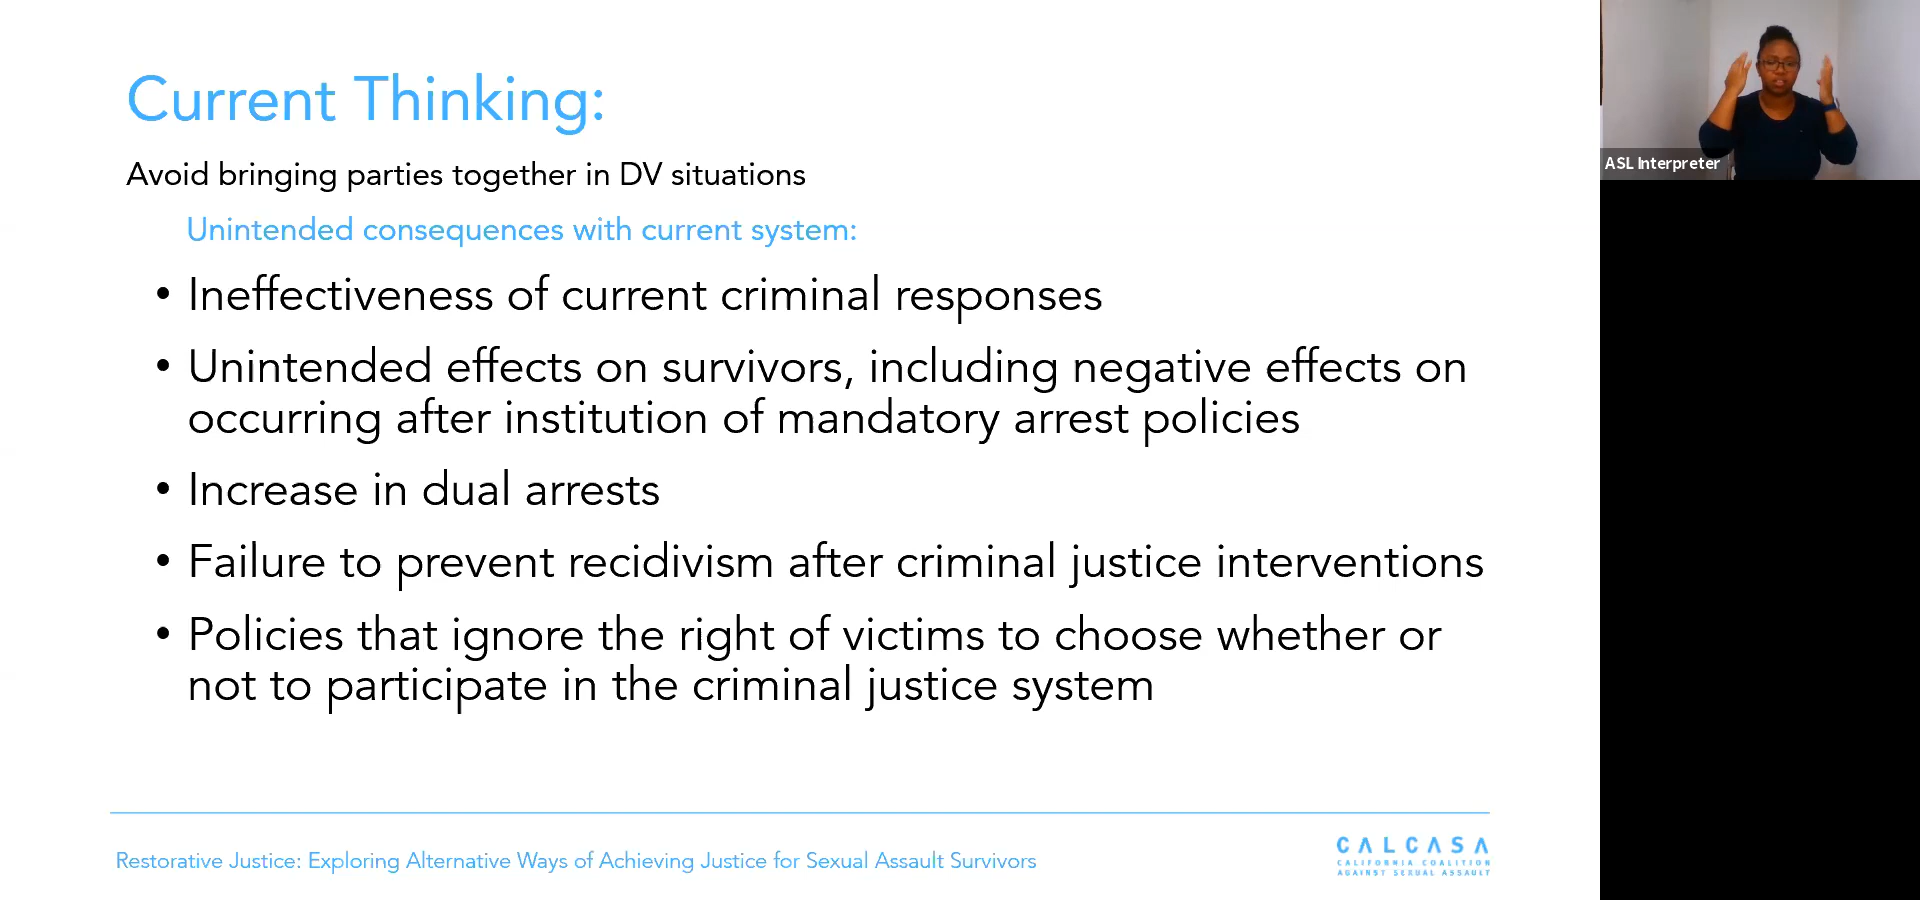 Current Thinking:
Avoid bringing parties together in DV situations
Unintended consequences with current system:
• Ineffectiveness of current criminal responses
• Unintended effects on survivors, including negative effects on
occurring after institution of mandatory arrest policies
• Increase in dual arrests
• Failure to prevent recidivism after criminal justice interventions
• Policies that ignore the right of victims to choose whether or
not to participate in the criminal justice system
Restorative Justice: Exploring Alternative Ways of Achieving Justice for Sexual Assault Survivors
CALCASA
CALIFORNIA COALITION
AGAINST SEXUAL ASSAULT
ASL Interpreter